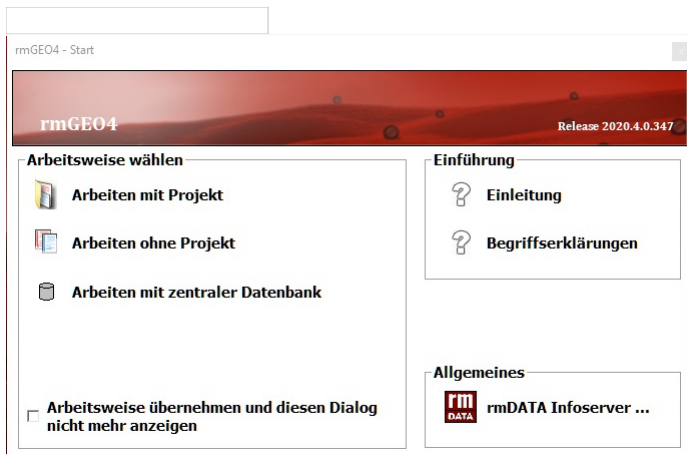 rmGEO4 - Start
rmGEO4
Release 2020.4.0.347
Arbeitsweise wählen
Arbeiten mit Projekt
Arbeiten ohne Projekt
Arbeiten mit zentraler Datenbank
Arbeitsweise übernehmen und diesen Dialog
nicht mehr anzeigen
Einführung
Einleitung
Begriffserklärungen
Allgemeines
rm
DATA
rmDATA Infoserver ...